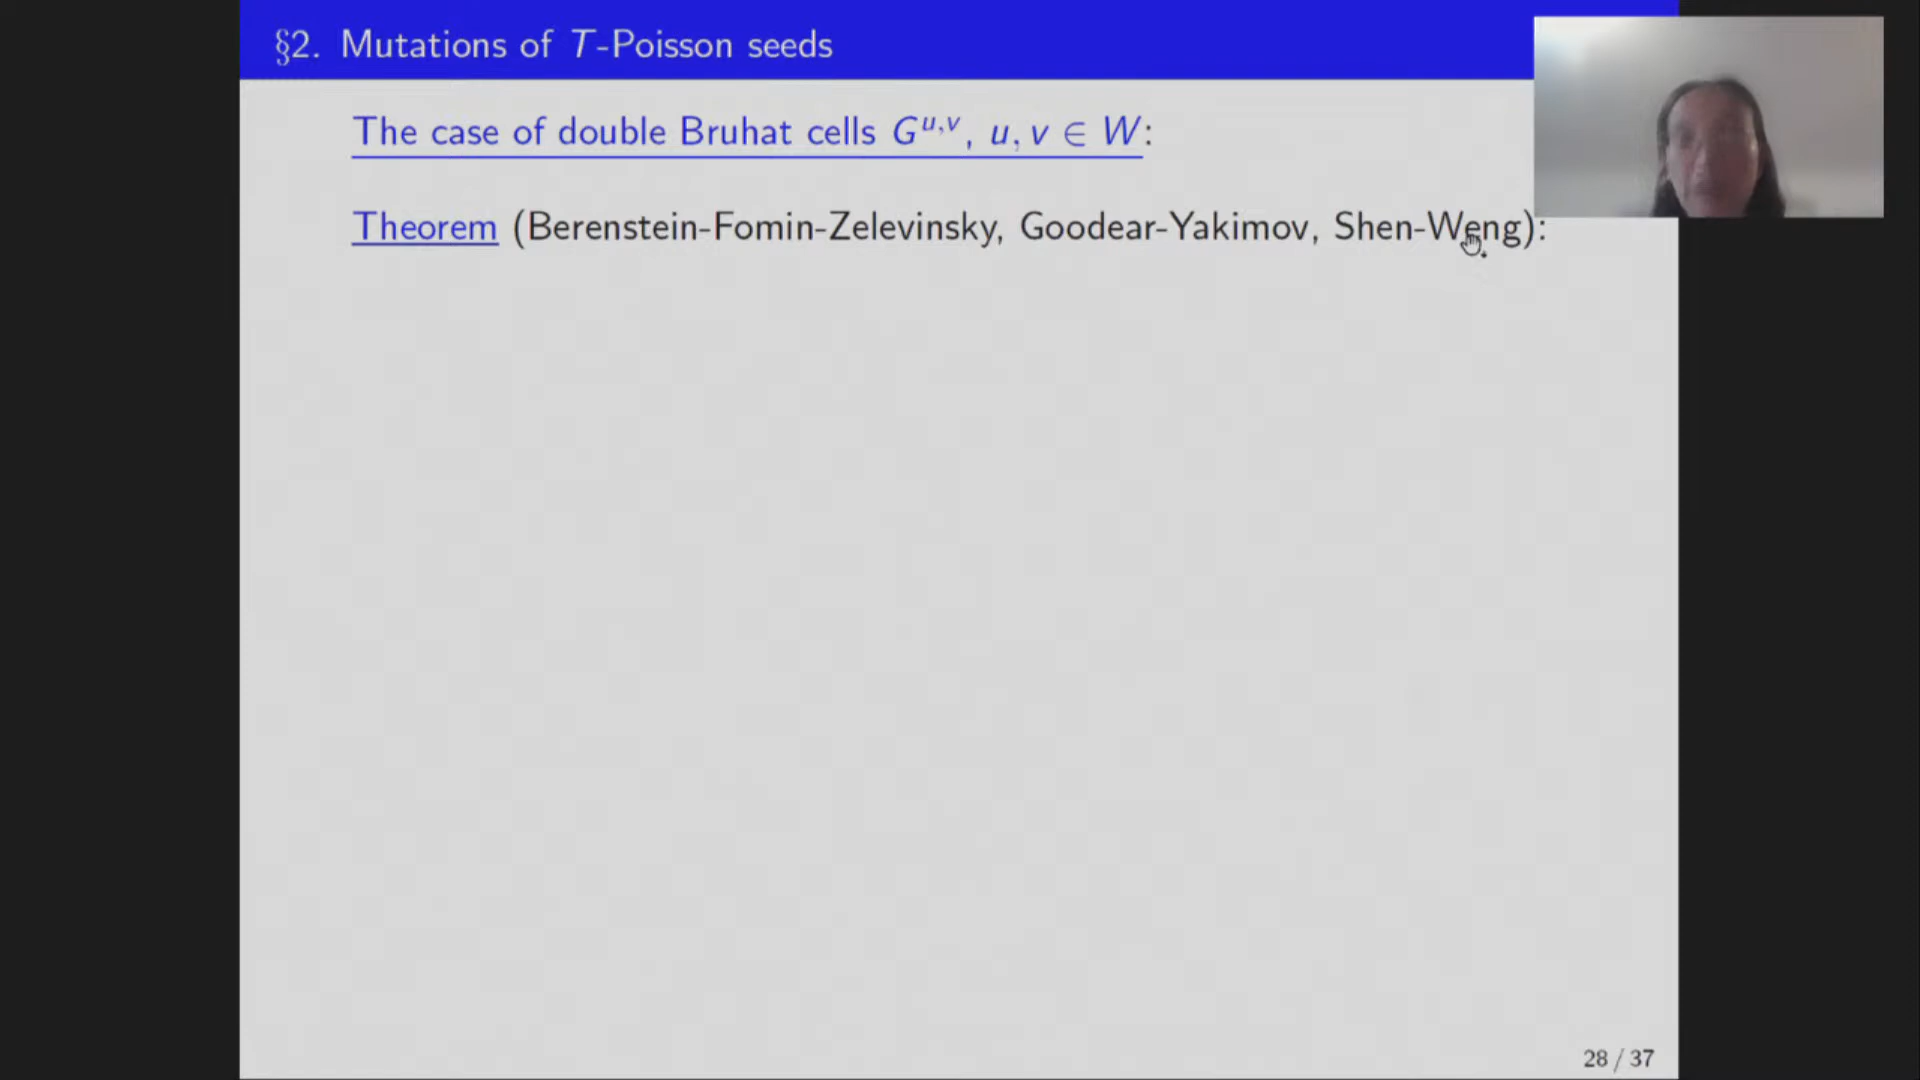 §2. Mutations of T-Poisson seeds
The case of double Bruhat cells G^{u,v}, u, v ∈ W:
Theorem (Berenstein-Fomin-Zelevinsky, Goodear-Yakimov, Shen-Weng):
28 / 37